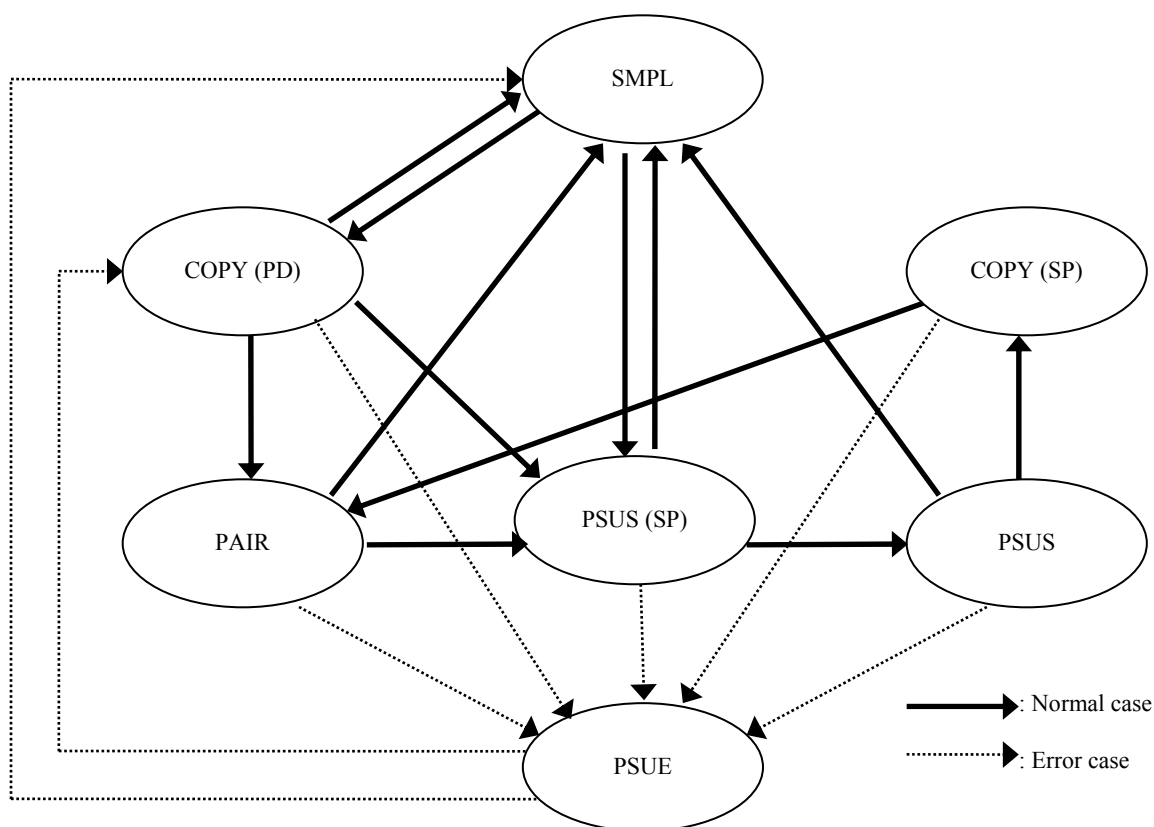 SMPL
COPY (PD)
COPY (SP)
PAIR
PSUS (SP)
PSUS
PSUE
: Normal case
: Error case